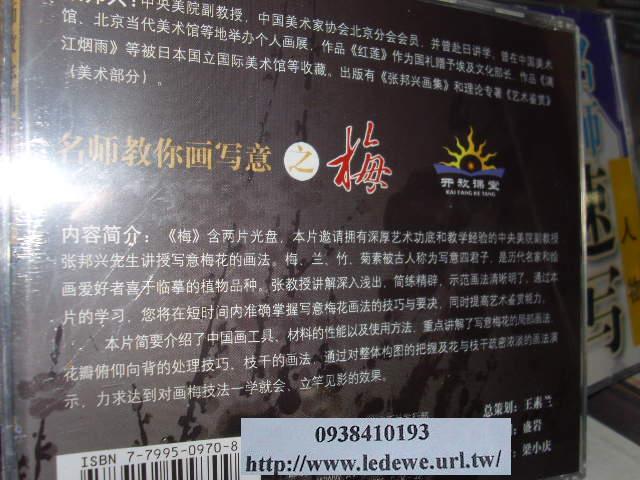 中央美院副教授，中国美术家协会北京分会会员，并曾赴日讲学，曾在中国美术
馆、北京当代美术馆等地举办个人画展，作品《红莲》作为国礼赠予埃及文化部长，作品《漓
江烟雨》等被日本国立国际美术馆等收藏。出版有《张邦兴画集》和理论专著《艺术鉴赏》
（美术部分）。
名师教你画写意之梅
开放课堂
KAI FANG KE TANG
内容简介：《梅》含两片光盘，本片邀请拥有深厚艺术功底和教学经验的中央美院副教授
张邦兴先生讲授写意梅花的画法。梅、兰、竹、菊素被古人称为写意四君子，是历代名家和绘
画爱好者喜于临摹的植物品种。张教授讲解深入浅出，简练精辟，示范画法清晰明了，通过本
片的学习，您将在短时间内准确掌握写意梅花画法的技巧与要决，同时提高艺术鉴赏能力。
本片简要介绍了中国画工具、材料的性能以及使用方法，重点讲解了写意梅花的局部画法、
花瓣俯仰向背的处理技巧、枝干的画法，通过对整体构图的把握及花与枝干疏密浓淡的画法演
示，力求达到对画梅技法一学就会、立竿见影的效果。
总策划：王素兰
盛岩
梁小庆
ISBN 7-7995-0970-8
0938410193
http://www.ledewe.url.tw/
名师
速写
人